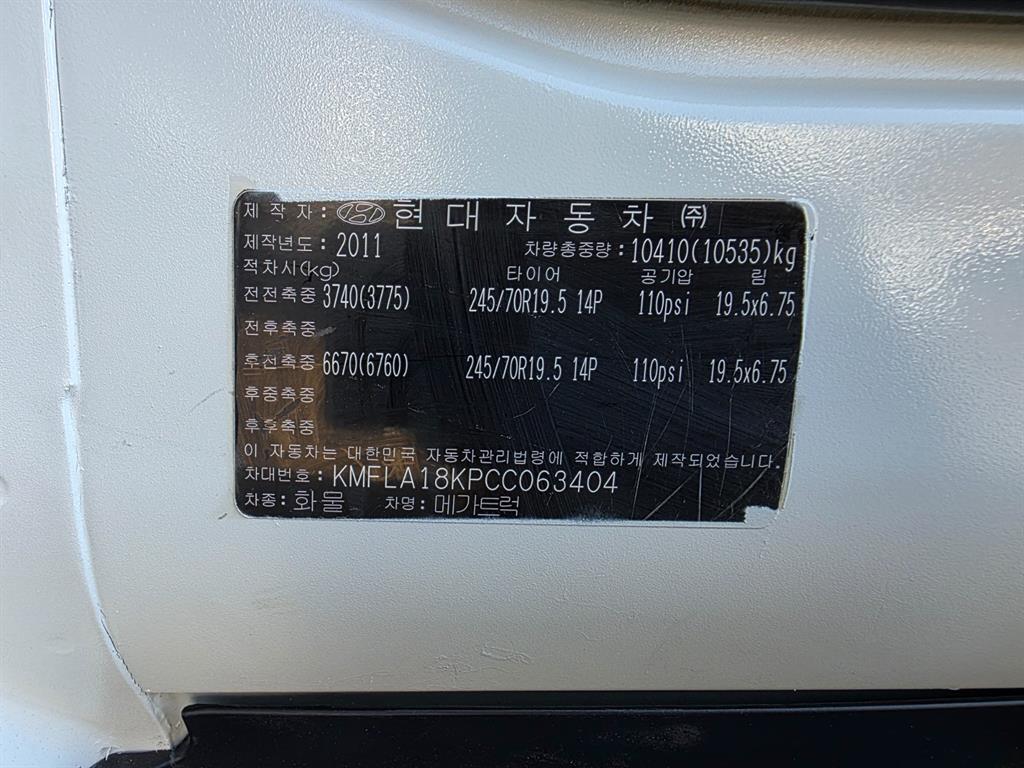 제 작 자 : 현 대 자 동 차 ㈜
제작년도 : 2011 차량총중량 : 10410(10535)kg
적차시(kg) 타이어 공기압 림
전전축중 3740(3775) 245/70R19.5 14P 110psi 19.5x6.75
전후축중
후전축중 6670(6760) 245/70R19.5 14P 110psi 19.5x6.75
후중축중
후후축중
이 자동차는 대한민국 자동차관리법령에 적합하게 제작되었습니다.
차대번호 : KMFLA18KPCC063404
차종 : 화물 차명 : 메가트럭